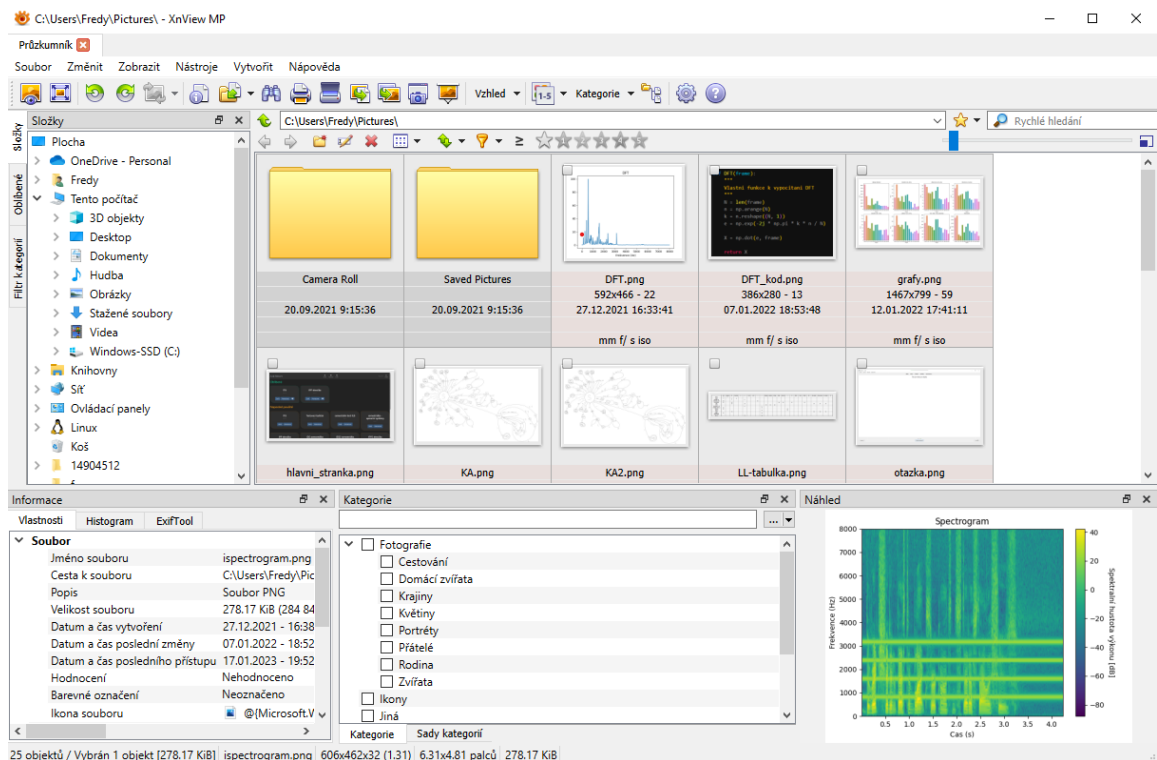 C:\Users\Fredy\Pictures\ - XnView MP
Průzkumník
Soubor Změnit Zobrazit Nástroje Vytvořit Nápověda
Vzhled 1-5 Kategorie
Složky C:\Users\Fredy\Pictures\ Rychlé hledání
Složky
Oblíbené
Filtr kategorií
Plocha
OneDrive - Personal
Fredy
Tento počítač
3D objekty
Desktop
Dokumenty
Hudba
Obrázky
Stažené soubory
Videa
Windows-SSD (C:)
Knihovny
Síť
Ovládací panely
Linux
Koš
14904512
Camera Roll Saved Pictures DFT.png DFT_kod.png grafy.png
592x466 - 22 386x280 - 13 1467x799 - 59
20.09.2021 9:15:36 20.09.2021 9:15:36 27.12.2021 16:33:41 07.01.2022 18:53:48 12.01.2022 17:41:11
mm f/ s iso mm f/ s iso mm f/ s iso
hlavni_stranka.png KA.png KA2.png LL-tabulka.png otazka.png
Informace
Vlastnosti Histogram ExifTool
Soubor
Jméno souboru ispectrogram.png
Cesta k souboru C:\Users\Fredy\Pic
Popis Soubor PNG
Velikost souboru 278.17 KiB (284 84
Datum a čas vytvoření 27.12.2021 - 16:38
Datum a čas poslední změny 07.01.2022 - 18:52
Datum a čas posledního přístupu 17.01.2023 - 19:52
Hodnocení Nehodnoceno
Barevné označení Neoznačeno
Ikona souboru @{Microsoft.V
Kategorie
...
Fotografie
Cestování
Domácí zvířata
Krajiny
Květiny
Portréty
Přátelé
Rodina
Zvířata
Ikony
Jiná
Kategorie Sady kategorií
Náhled
Spectrogram
8000
7000
6000
5000
4000
3000
2000
1000
0
Frekvence (Hz)
0.5 1.0 1.5 2.0 2.5 3.0 3.5 4.0
Cas (s)
40
20
0
−20
−40
−60
−80
Spektralni hustota výkonu [dB]
25 objektů / Vybrán 1 objekt [278.17 KiB] ispectrogram.png 606x462x32 (1.31) 6.31x4.81 palců 278.17 KiB